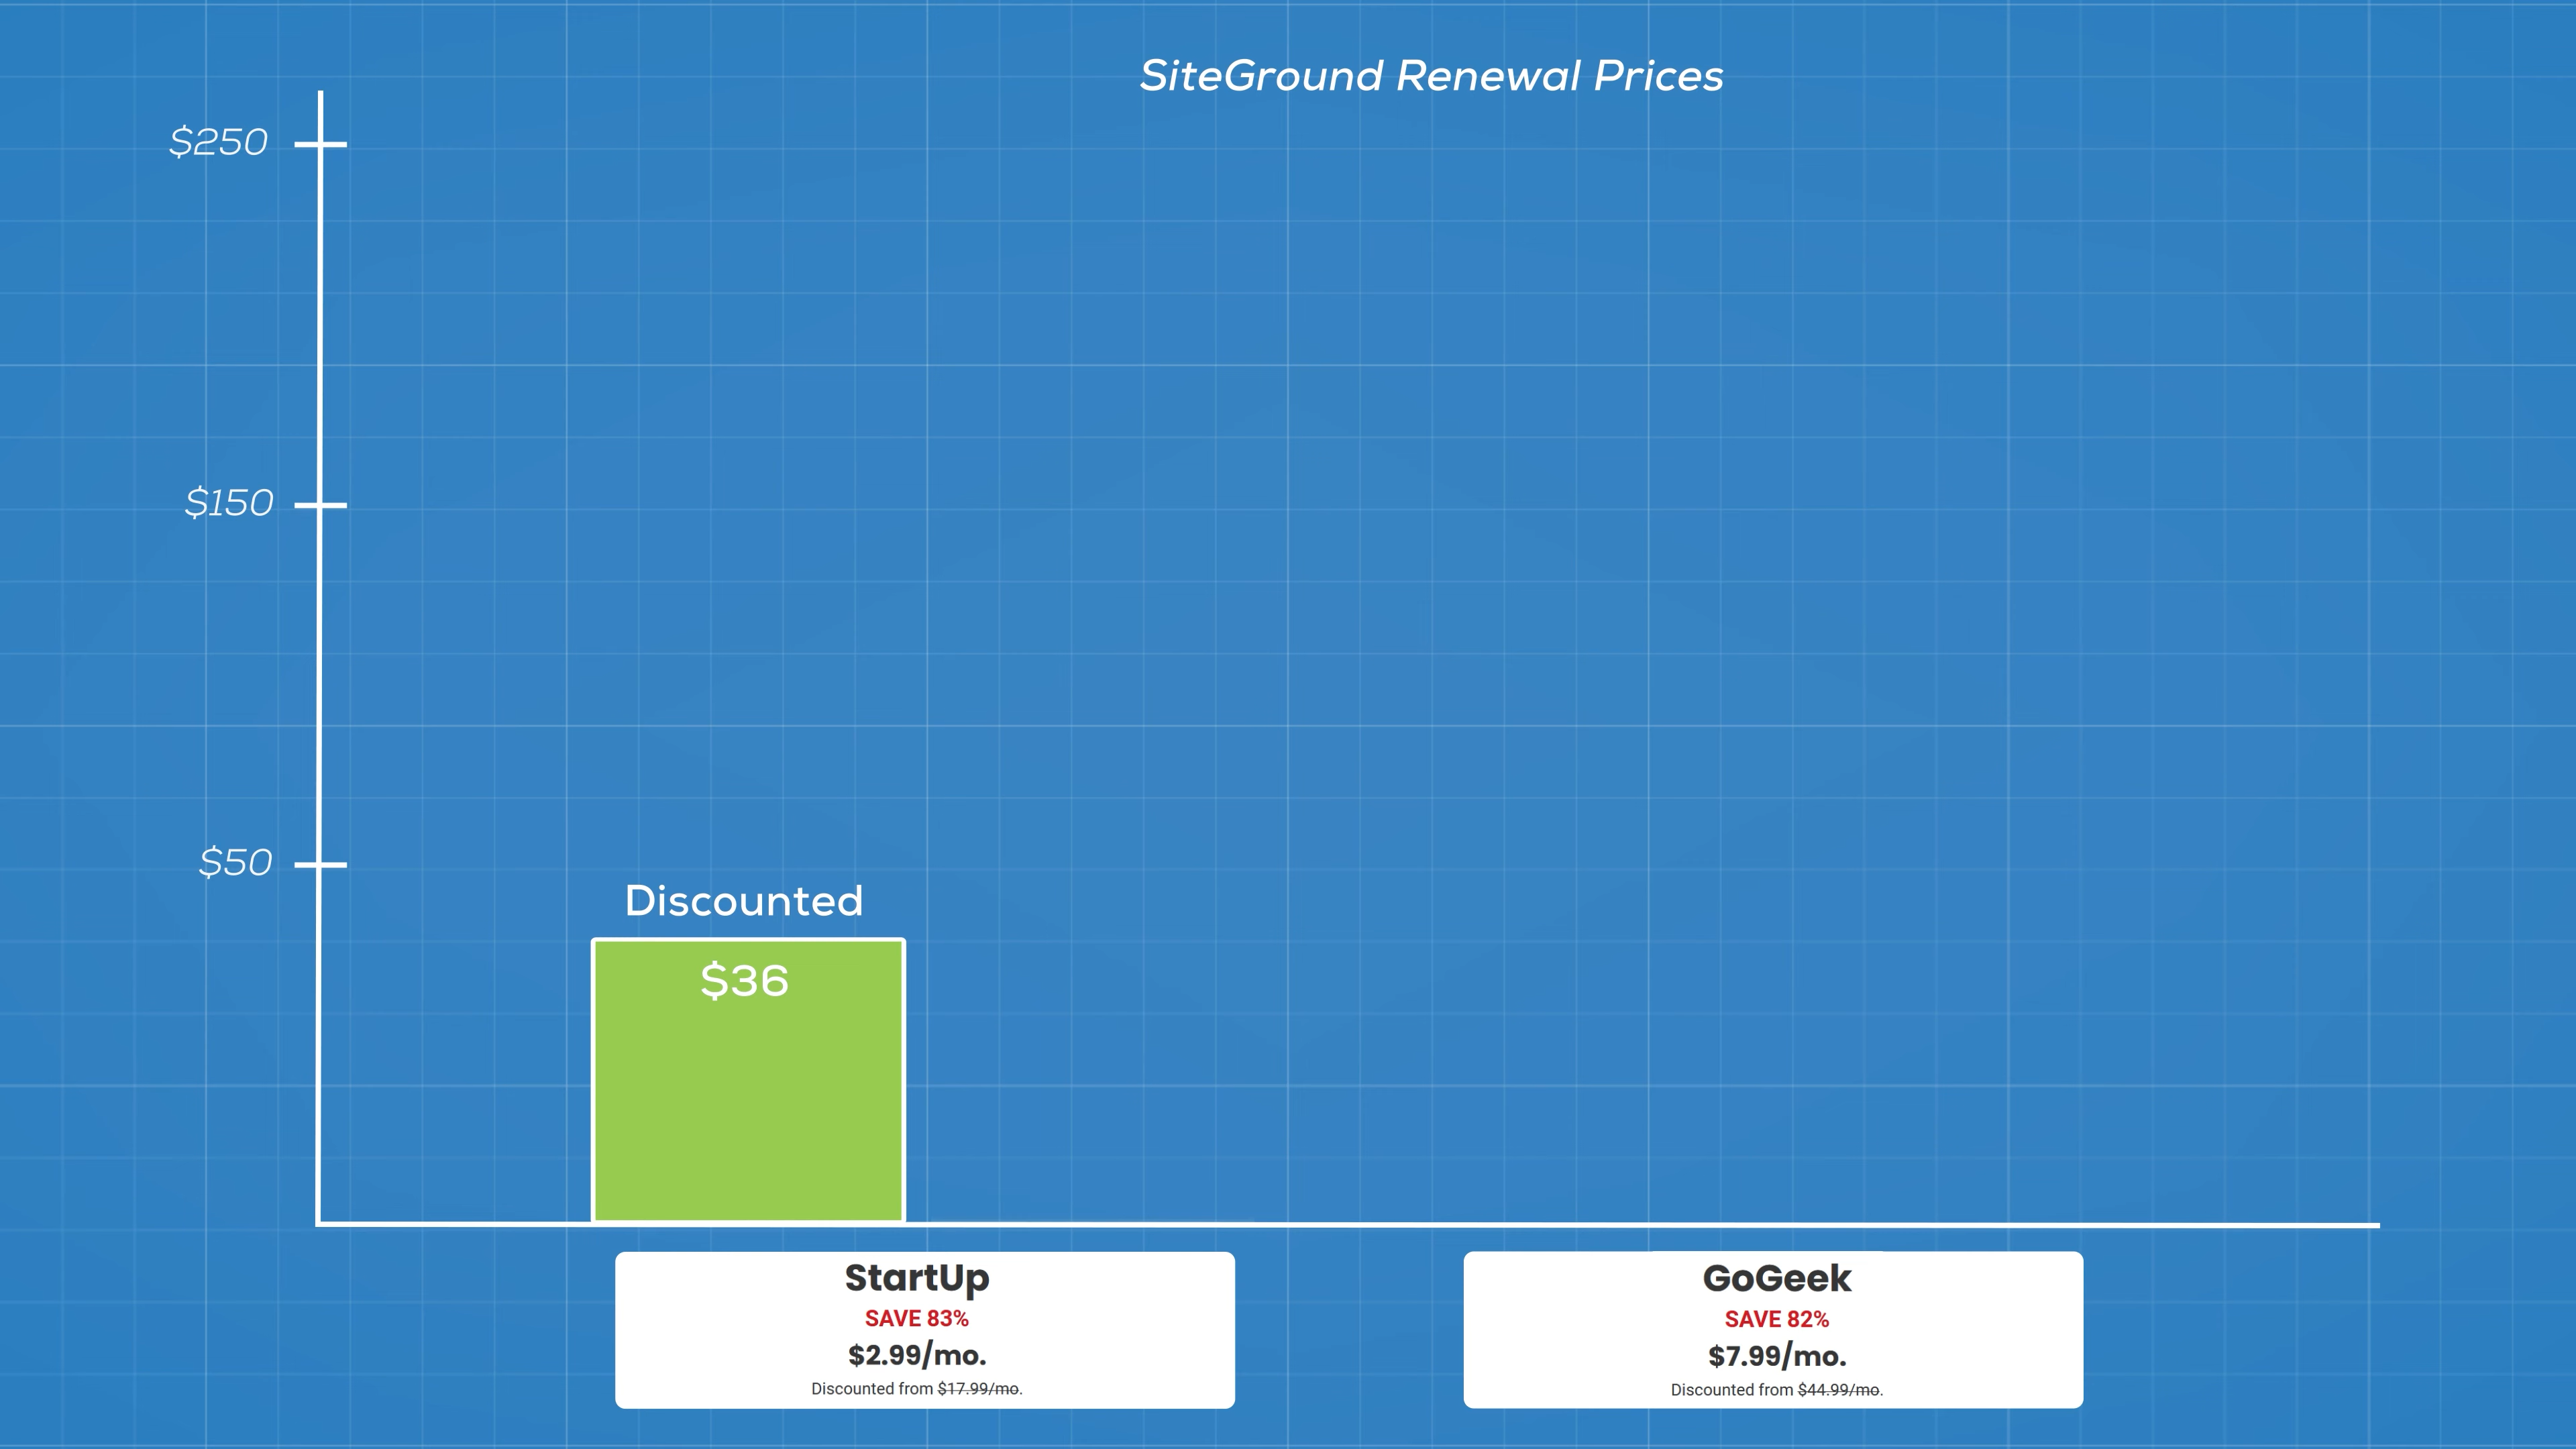 SiteGround Renewal Prices
$250
$150
$50
Discounted
$36
StartUp
SAVE 83%
$2.99/mo.
Discounted from $17.99/mo.
GoGeek
SAVE 82%
$7.99/mo.
Discounted from $44.99/mo.